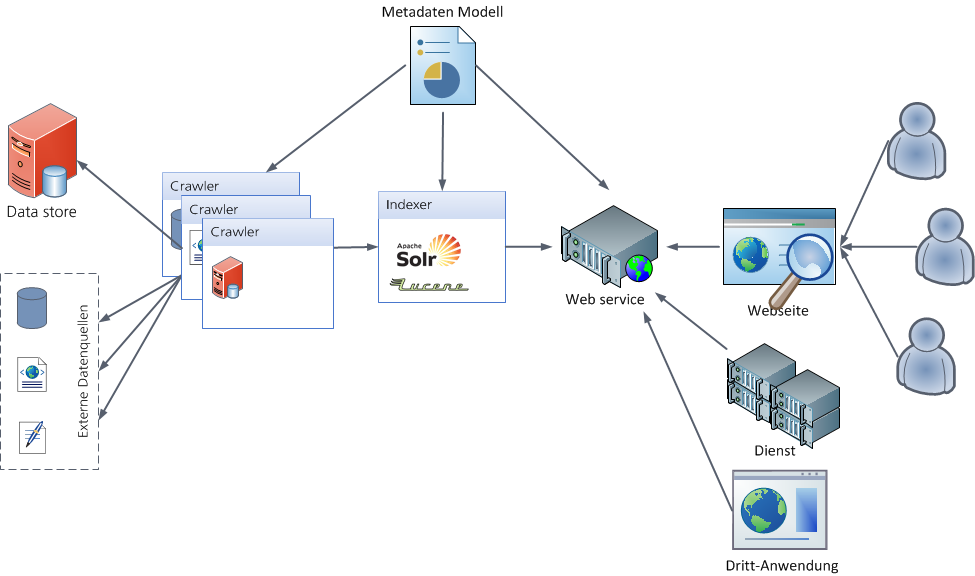 Metadaten Modell
Data store
Crawler
Crawler
Crawler
Indexer
Apache
Solr
Lucene
Web service
Webseite
Externe Datenquellen
Dienst
Dritt-Anwendung